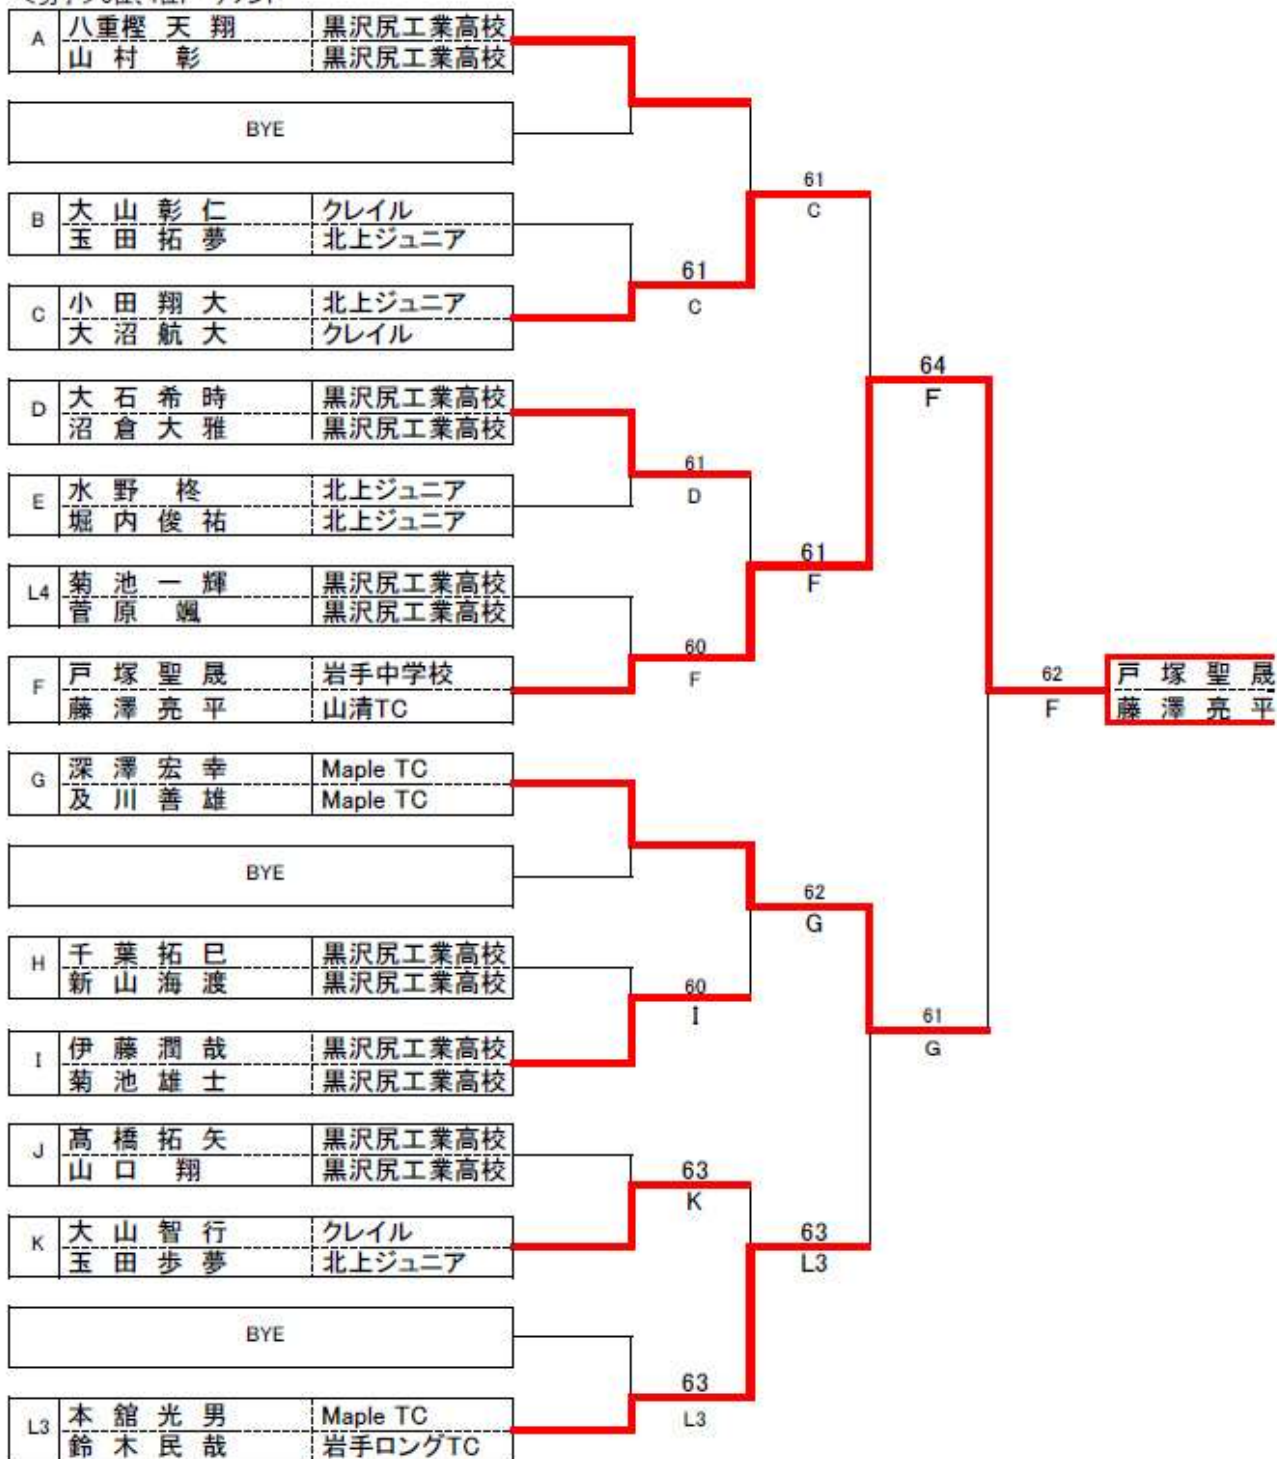 A 八重樫 天 翔 黒沢尻工業高校
山 村 彰 黒沢尻工業高校
BYE
61
C
B 大 山 彰 仁 クレイル
玉 田 拓 夢 北上ジュニア
61
C
C 小 田 翔 大 北上ジュニア
大 沼 航 大 クレイル
64
F
D 大 石 希 時 黒沢尻工業高校
沼 倉 大 雅 黒沢尻工業高校
61
D
E 水 野 柊 北上ジュニア
堀 内 俊 祐 北上ジュニア
61
F
L4 菊 池 一 輝 黒沢尻工業高校
菅 原 颯 黒沢尻工業高校
60
F
F 戸 塚 聖 晟 岩手中学校
藤 澤 亮 平 山清TC
62
F
戸 塚 聖 晟
藤 澤 亮 平
G 深 澤 宏 幸 Maple TC
及 川 善 雄 Maple TC
BYE
62
G
H 千 葉 拓 巳 黒沢尻工業高校
新 山 海 渡 黒沢尻工業高校
60
I
61
G
I 伊 藤 潤 哉 黒沢尻工業高校
菊 池 雄 士 黒沢尻工業高校
J 髙 橋 拓 矢 黒沢尻工業高校
山 口 翔 黒沢尻工業高校
63
K
K 大 山 智 行 クレイル
玉 田 歩 夢 北上ジュニア
63
L3
BYE
63
L3
L3 本 舘 光 男 Maple TC
鈴 木 民 哉 岩手ロングTC